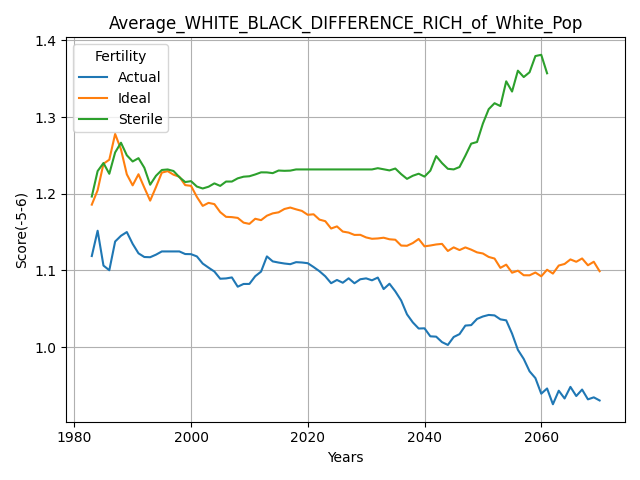 Average_WHITE_BLACK_DIFFERENCE_RICH_of_White_Pop
Fertility
Actual
Ideal
Sterile
Score(-5-6)
1.4
1.3
1.2
1.1
1.0
1980
2000
2020
2040
2060
Years